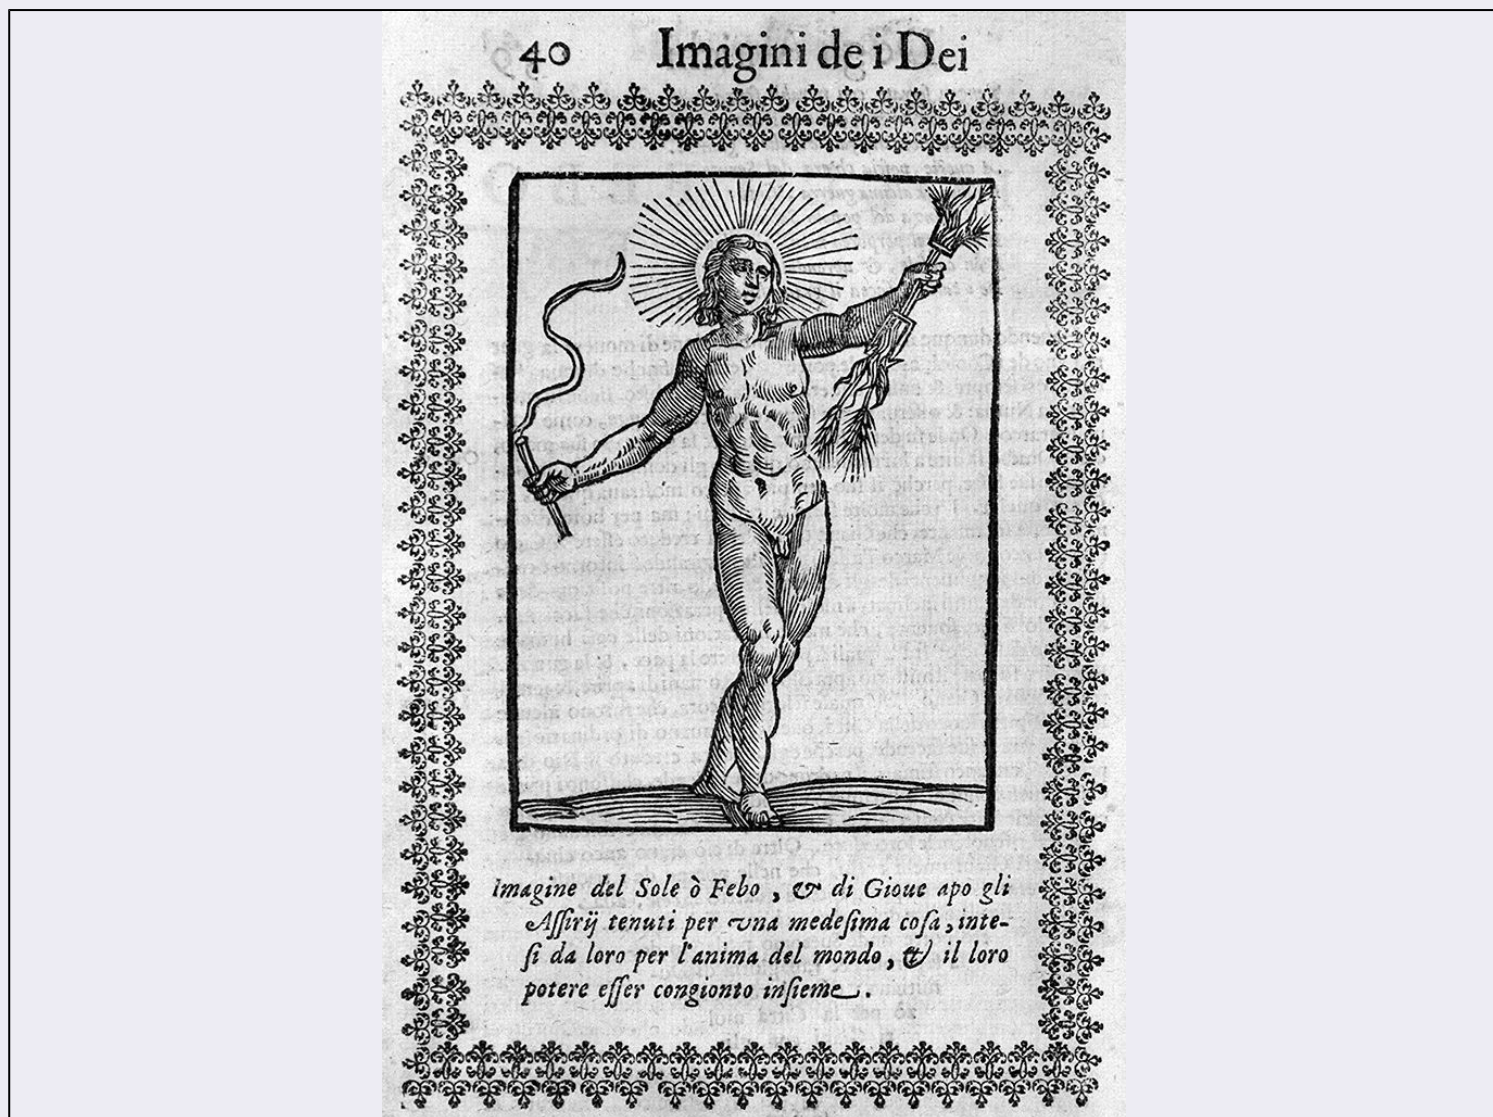 40 Imagini de i Dei
Imagine del Sole ò Febo, & di Gioue apo gli
Aſſirij tenuti per vna medeſima coſa, inte-
ſi da loro per l'anima del mondo, & il loro
potere eſſer congionto inſieme.